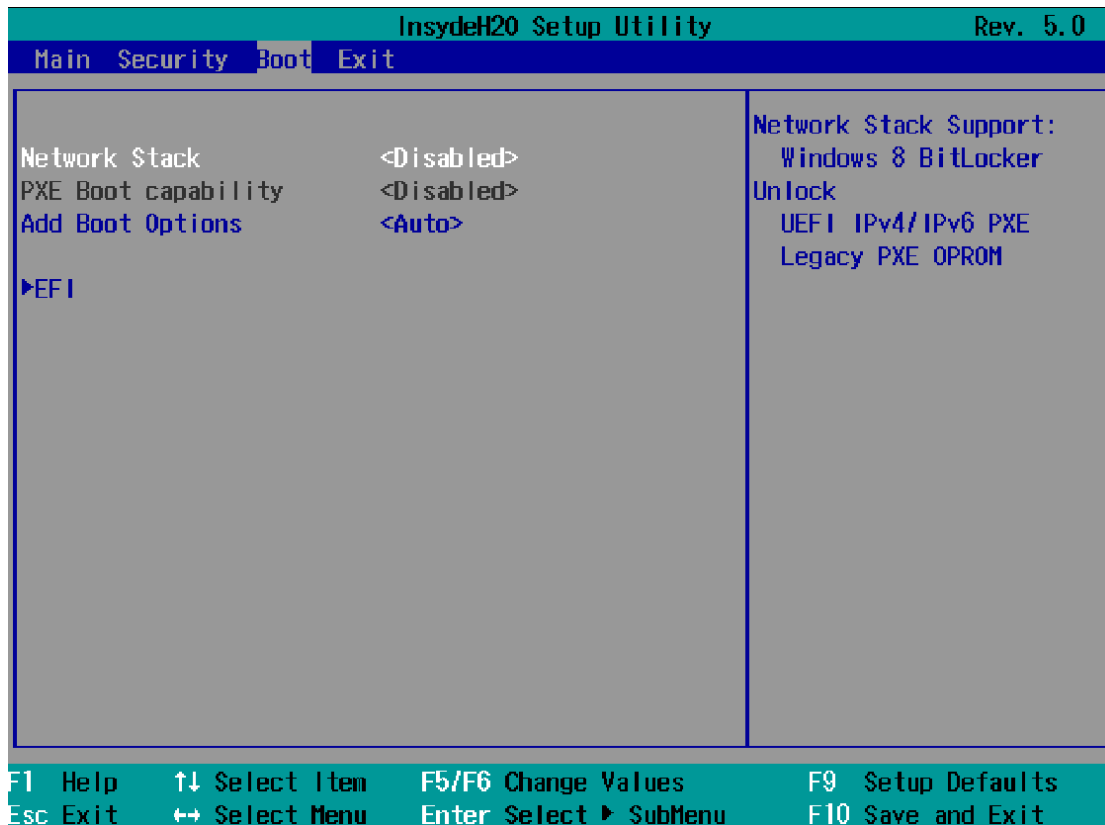 InsydeH20 Setup Utility Rev. 5.0
Main Security Boot Exit
Network Stack <Disabled>
PXE Boot capability <Disabled>
Add Boot Options <Auto>
▶EFI
Network Stack Support:
Windows 8 BitLocker
Unlock
UEFI IPv4/IPv6 PXE
Legacy PXE OPROM
F1 Help ↑↓ Select Item F5/F6 Change Values F9 Setup Defaults
Esc Exit ↔ Select Menu Enter Select ▶ SubMenu F10 Save and Exit